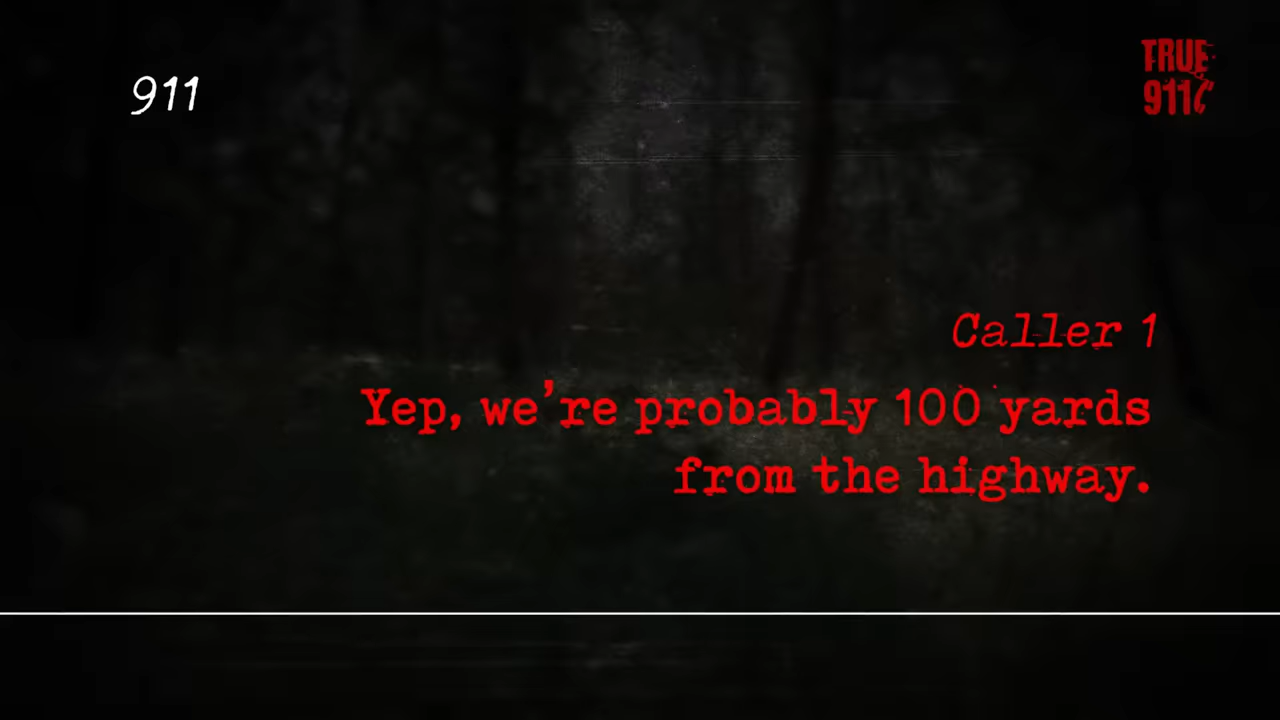 911
TRUE
911
Caller 1
Yep, we’re probably 100 yards
from the highway.